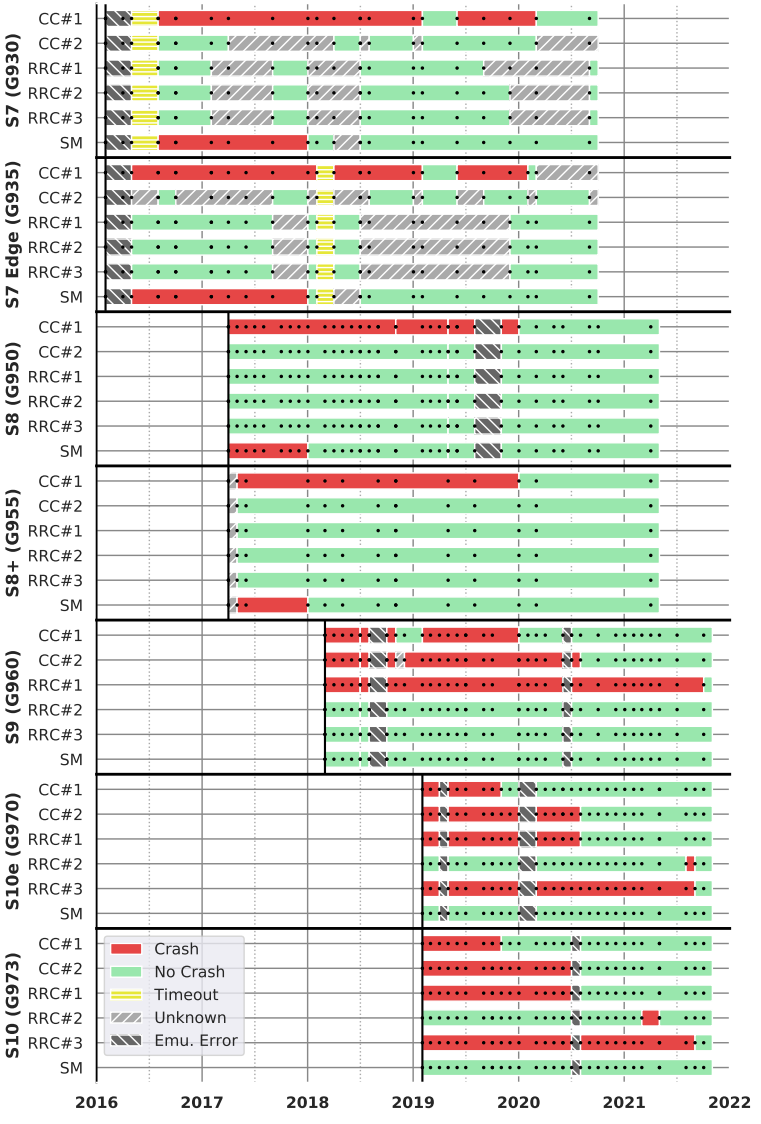 S7 (G930)
CC#1
CC#2
RRC#1
RRC#2
RRC#3
SM
S7 Edge (G935)
CC#1
CC#2
RRC#1
RRC#2
RRC#3
SM
S8 (G950)
CC#1
CC#2
RRC#1
RRC#2
RRC#3
SM
S8+ (G955)
CC#1
CC#2
RRC#1
RRC#2
RRC#3
SM
S9 (G960)
CC#1
CC#2
RRC#1
RRC#2
RRC#3
SM
S10e (G970)
CC#1
CC#2
RRC#1
RRC#2
RRC#3
SM
S10 (G973)
CC#1
CC#2
RRC#1
RRC#2
RRC#3
SM
Crash
No Crash
Timeout
Unknown
Emu. Error
2016 2017 2018 2019 2020 2021 2022